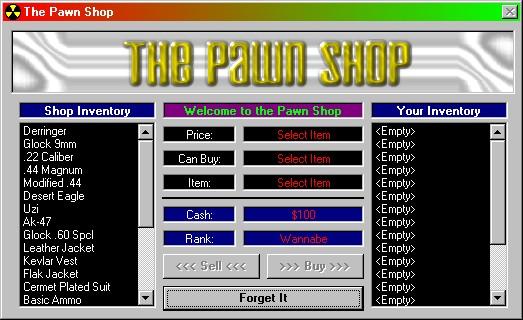 The Pawn Shop
THE PAWN SHOP
Shop Inventory
Derringer
Glock 9mm
.22 Caliber
.44 Magnum
Modified .44
Desert Eagle
Uzi
Ak-47
Glock .60 Spcl
Leather Jacket
Kevlar Vest
Flak Jacket
Cermet Plated Suit
Basic Ammo
Welcome to the Pawn Shop
Price: Select Item
Can Buy: Select Item
Item: Select Item
Cash: $100
Rank: Wannabe
<<< Sell <<< >>> Buy >>>
Forget It
Your Inventory
<Empty>
<Empty>
<Empty>
<Empty>
<Empty>
<Empty>
<Empty>
<Empty>
<Empty>
<Empty>
<Empty>
<Empty>
<Empty>
<Empty>